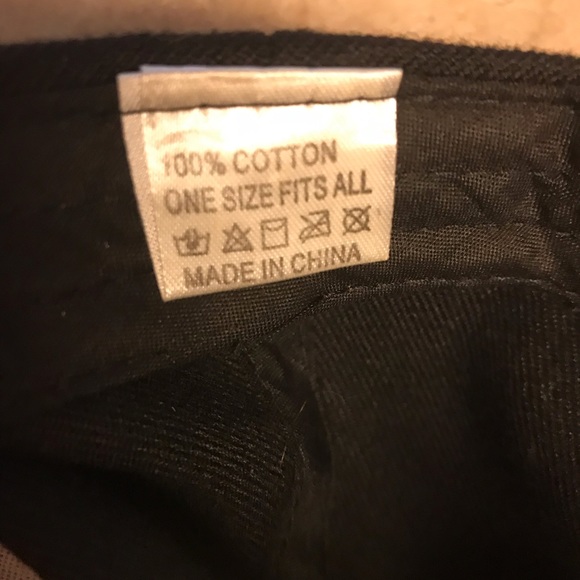 100% COTTON
ONE SIZE FITS ALL
MADE IN CHINA